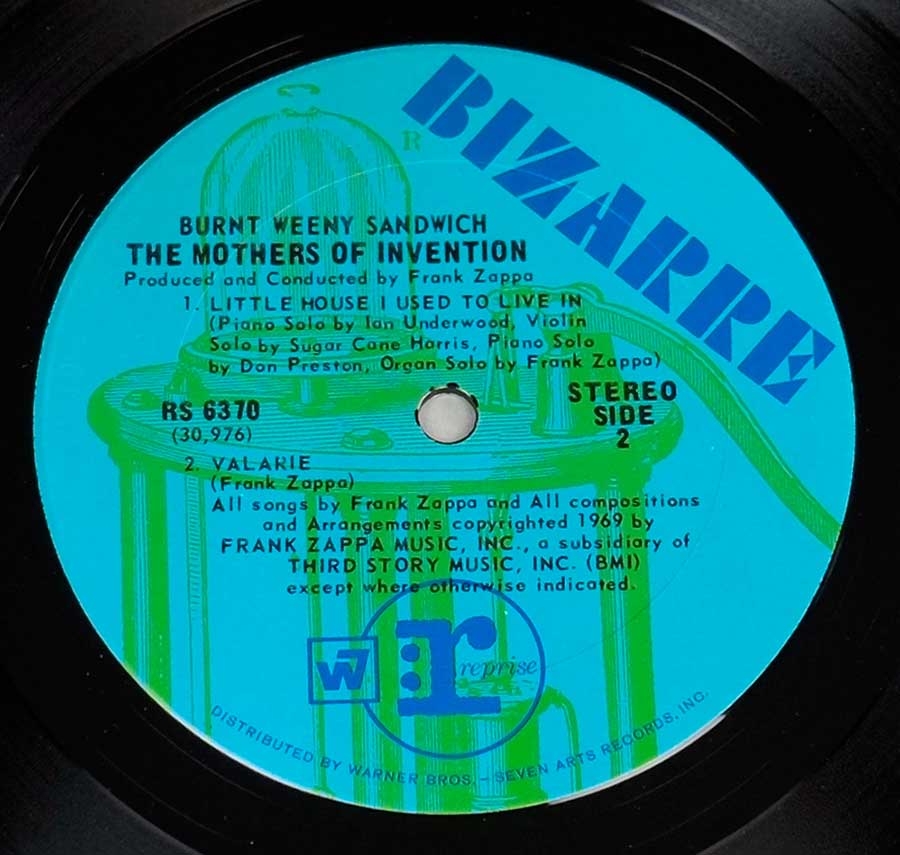 BIZARRE
R
BURNT WEENY SANDWICH
THE MOTHERS OF INVENTION
Produced and Conducted by Frank Zappa
1. LITTLE HOUSE I USED TO LIVE IN
(Piano Solo by Ian Underwood, Violin
Solo by Sugar Cane Harris, Piano Solo
by Don Preston, Organ Solo by Frank Zappa)
RS 6370
(30,976)
STEREO
SIDE
2
2. VALARIE
(Frank Zappa)
All songs by Frank Zappa and All compositions
and Arrangements copyrighted 1969 by
FRANK ZAPPA MUSIC, INC., a subsidiary of
THIRD STORY MUSIC, INC. (BMI)
except where otherwise indicated.
W7
r:
reprise
DISTRIBUTED BY WARNER BROS.-SEVEN ARTS RECORDS, INC.